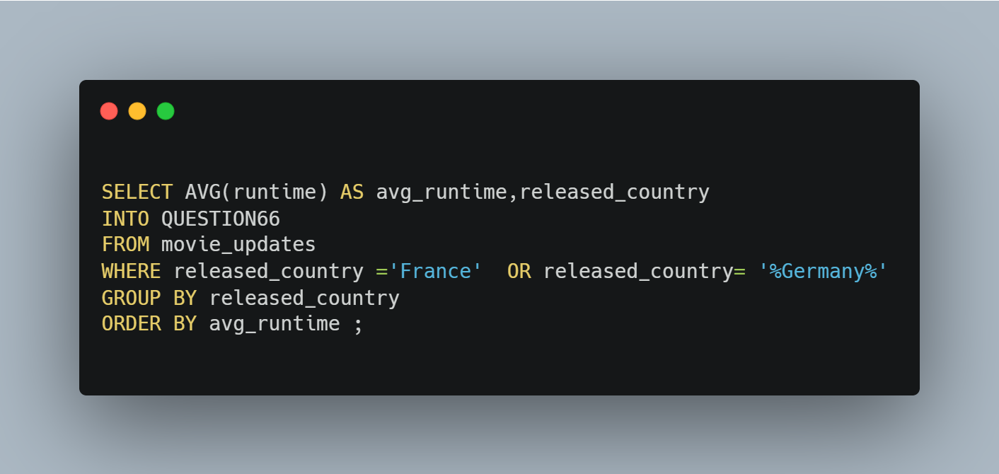 SELECT AVG(runtime) AS avg_runtime,released_country
INTO QUESTION66
FROM movie_updates
WHERE released_country ='France'  OR released_country= '%Germany%'
GROUP BY released_country
ORDER BY avg_runtime ;